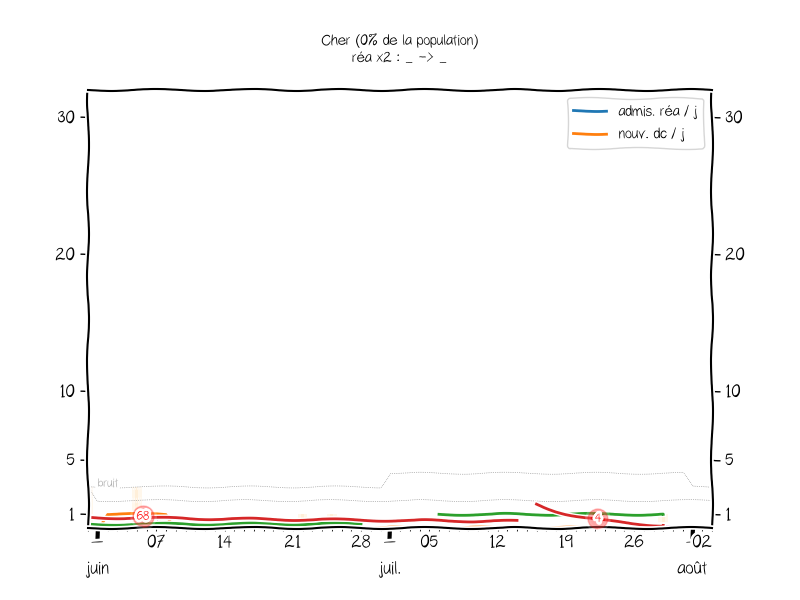 Cher (0% de la population)
réa x2 : _ -> _
admis. réa / j
nouv. dc / j
30
30
20
20
10
10
5
5
bruit
1
1
68
4
07
14
21
28
05
12
19
26
02
juin
juil.
août